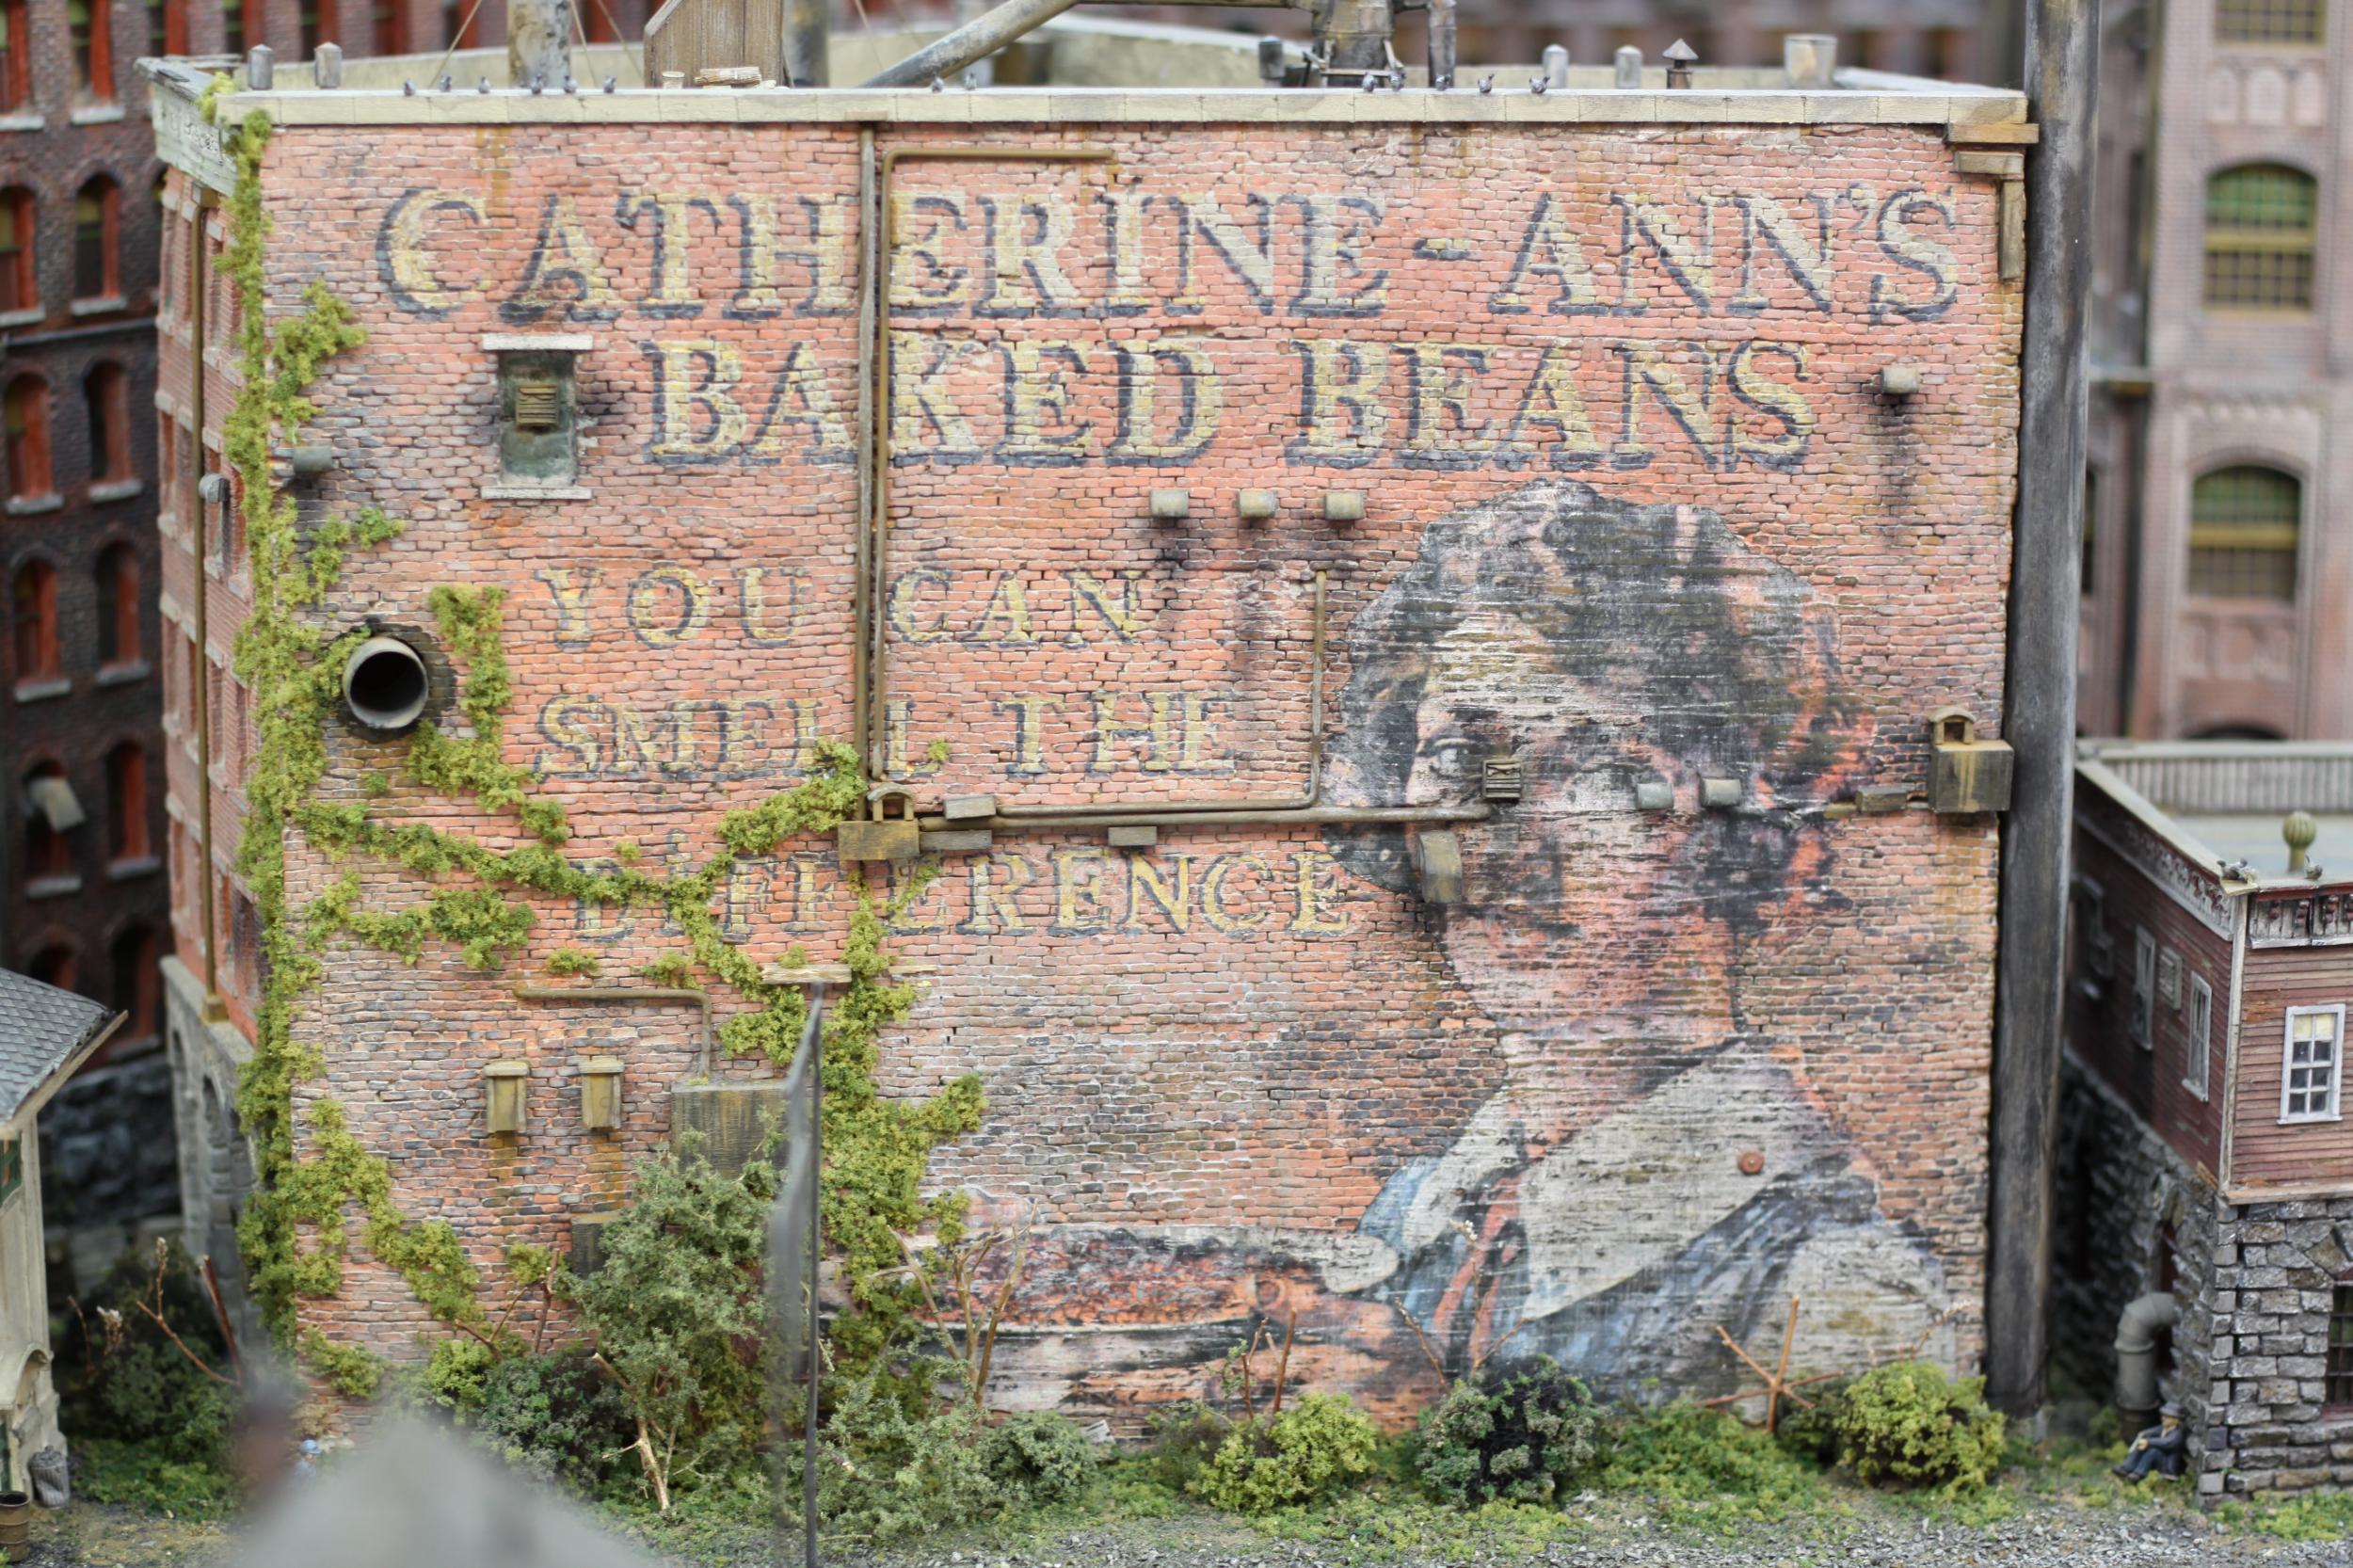 CATHERINE-ANN'S
BAKED BEANS
YOU CAN
SMELL THE
DIFFERENCE